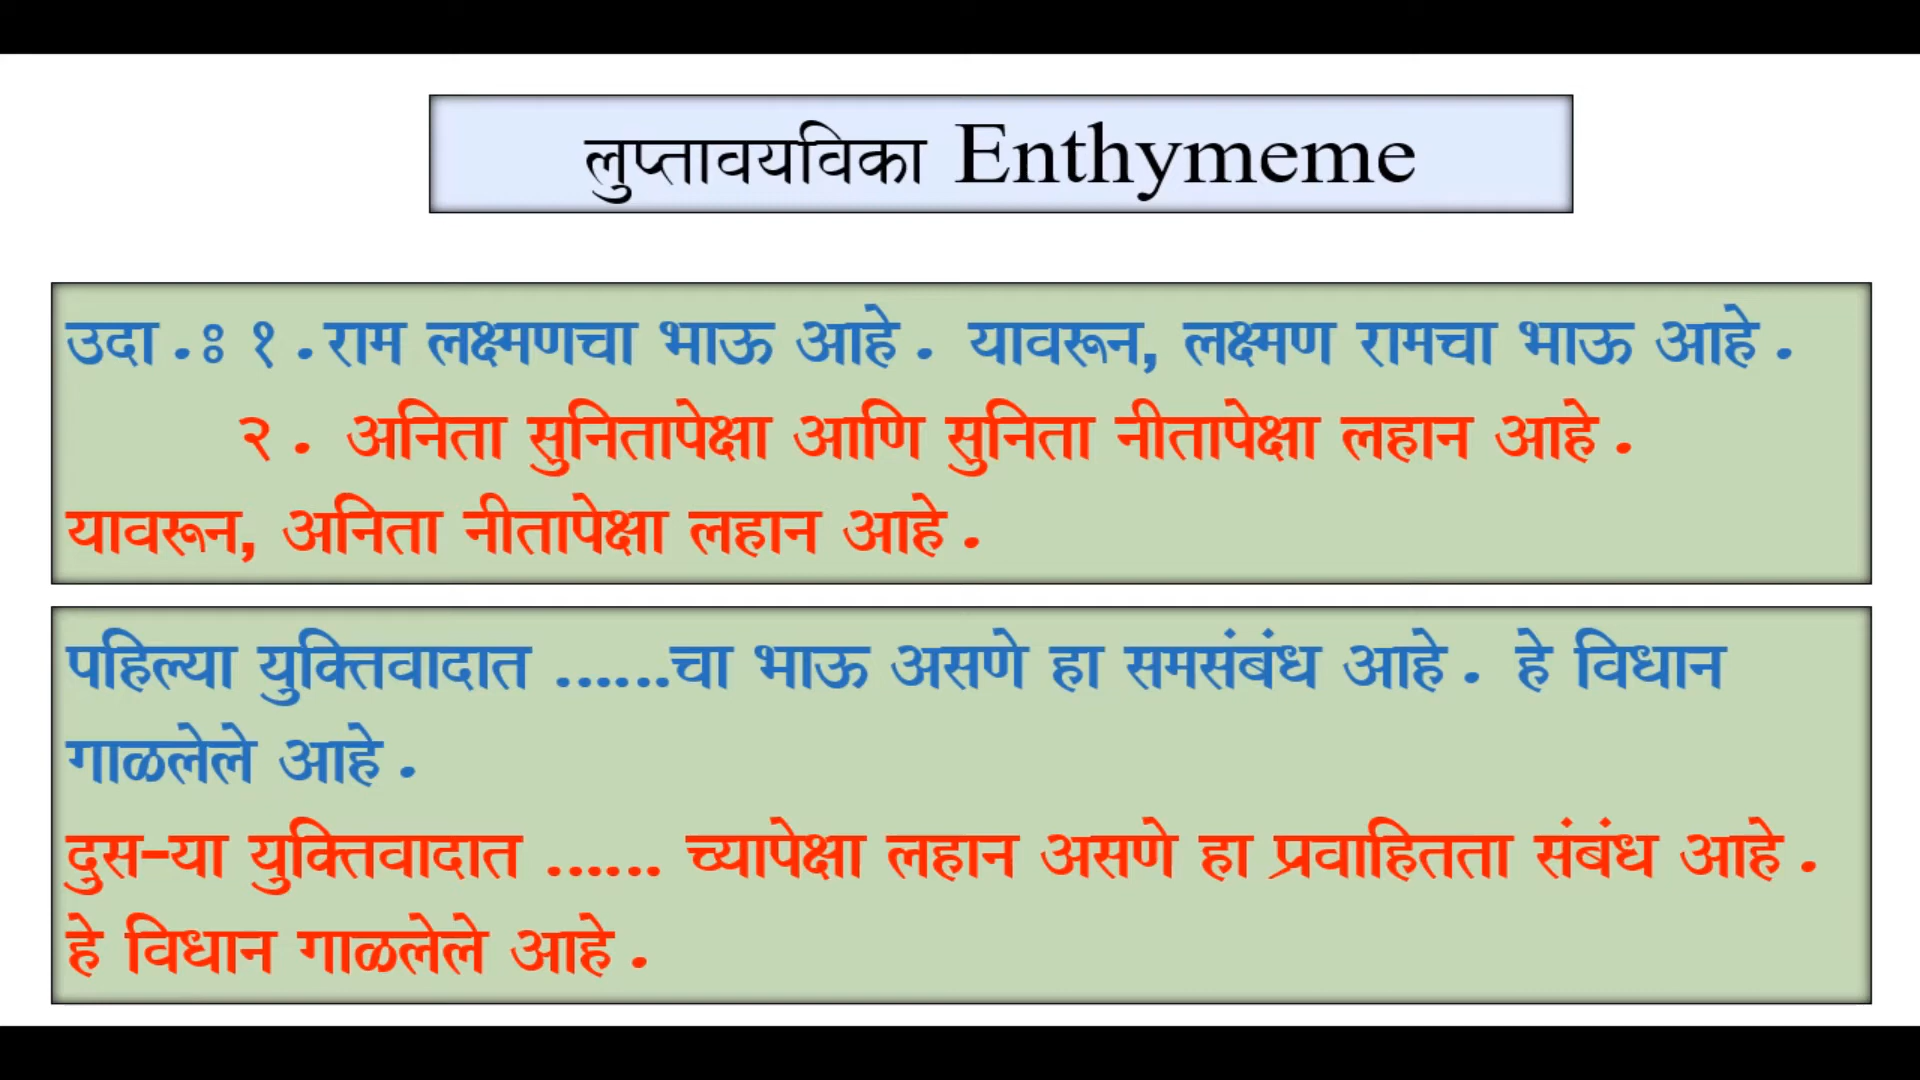 लुप्तावयविका Enthymeme
उदा.ः १.राम लक्ष्मणचा भाऊ आहे. यावरून, लक्ष्मण रामचा भाऊ आहे.
२. अनिता सुनितापेक्षा आणि सुनिता नीतापेक्षा लहान आहे.
यावरून, अनिता नीतापेक्षा लहान आहे.
पहिल्या युक्तिवादात ......चा भाऊ असणे हा समसंबंध आहे. हे विधान
गाळलेले आहे.
दुस-या युक्तिवादात ...... च्यापेक्षा लहान असणे हा प्रवाहितता संबंध आहे.
हे विधान गाळलेले आहे.